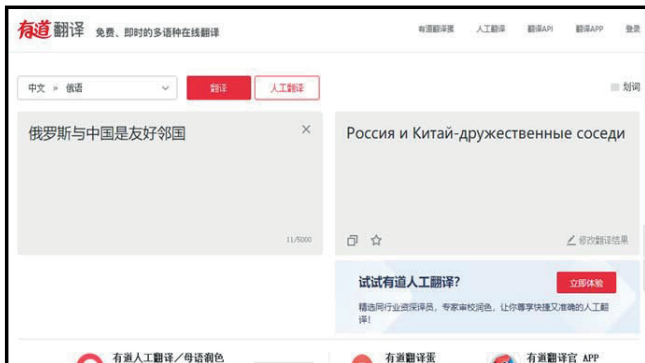 有道翻译 免费、即时的多语种在线翻译
有道翻译蛋 人工翻译 翻译API 翻译APP 登录
中文 » 俄语 翻译 人工翻译 划词
俄罗斯与中国是友好邻国
11/5000
Россия и Китай-дружественные соседи
修改翻译结果
试试有道人工翻译?
立即体验
精选同行业资深译员，专家审校润色，让你尊享快捷又准确的人工翻
译!
有道人工翻译／母语润色
有道翻译蛋
有道翻译官 APP